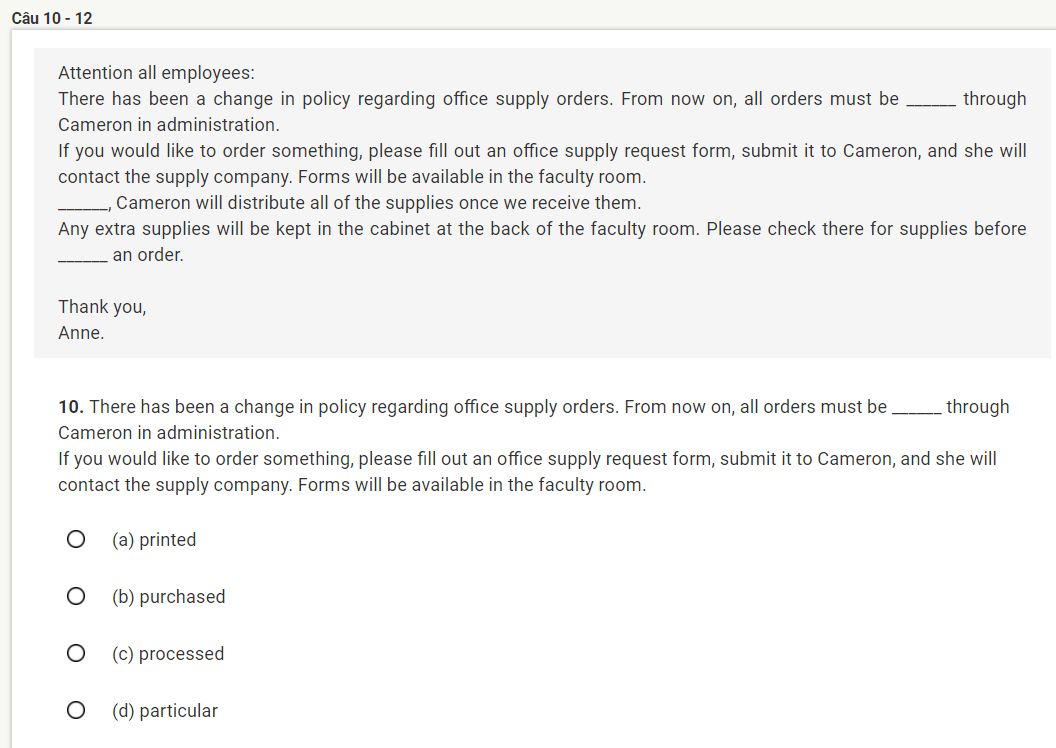 Câu 10 - 12
Attention all employees:
There has been a change in policy regarding office supply orders. From now on, all orders must be ______ through
Cameron in administration.
If you would like to order something, please fill out an office supply request form, submit it to Cameron, and she will
contact the supply company. Forms will be available in the faculty room.
______, Cameron will distribute all of the supplies once we receive them.
Any extra supplies will be kept in the cabinet at the back of the faculty room. Please check there for supplies before
______ an order.
Thank you,
Anne.
10. There has been a change in policy regarding office supply orders. From now on, all orders must be ______ through
Cameron in administration.
If you would like to order something, please fill out an office supply request form, submit it to Cameron, and she will
contact the supply company. Forms will be available in the faculty room.
(a) printed
(b) purchased
(c) processed
(d) particular